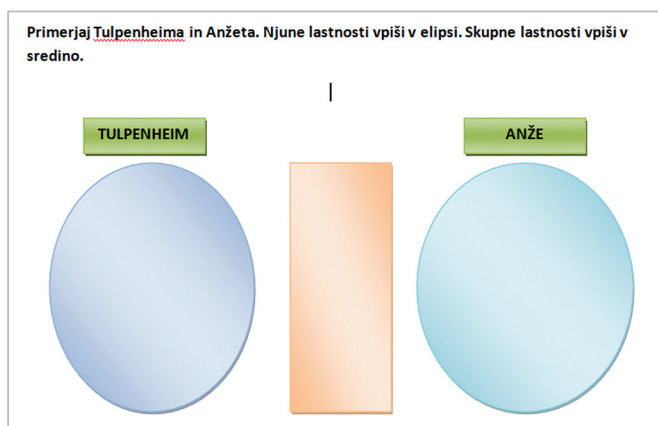 Primerjaj Tulpenheima in Anžeta. Njune lastnosti vpiši v elipsi. Skupne lastnosti vpiši v
sredino.
TULPENHEIM
ANŽE